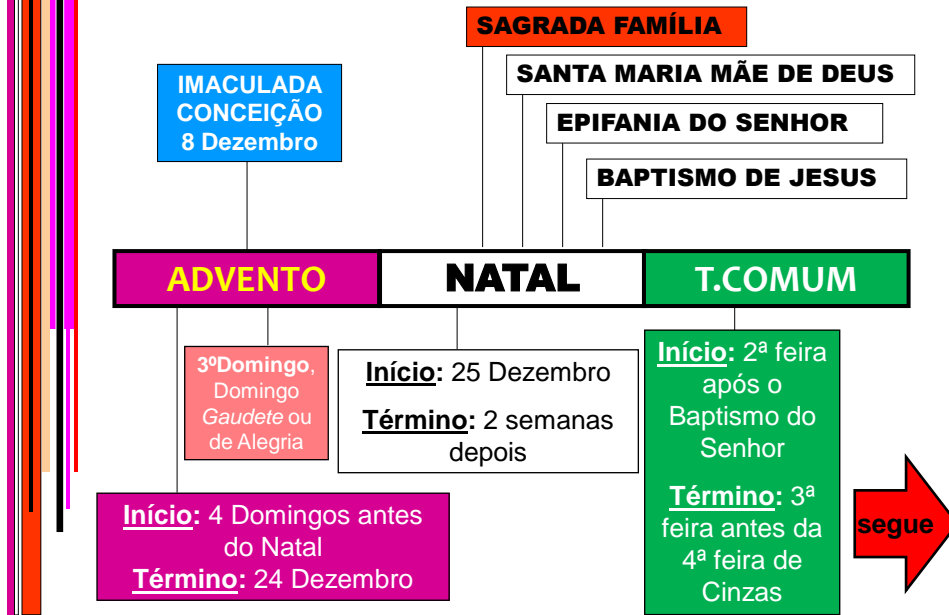 SAGRADA FAMÍLIA
SANTA MARIA MÃE DE DEUS
EPIFANIA DO SENHOR
BAPTISMO DE JESUS
IMACULADA
CONCEIÇÃO
8 Dezembro
ADVENTO
NATAL
T.COMUM
3ºDomingo,
Domingo
Gaudete ou
de Alegria
Início: 25 Dezembro
Término: 2 semanas
depois
Início: 2ª feira
após o
Baptismo do
Senhor
Término: 3ª
feira antes da
4ª feira de
Cinzas
Início: 4 Domingos antes
do Natal
Término: 24 Dezembro
segue